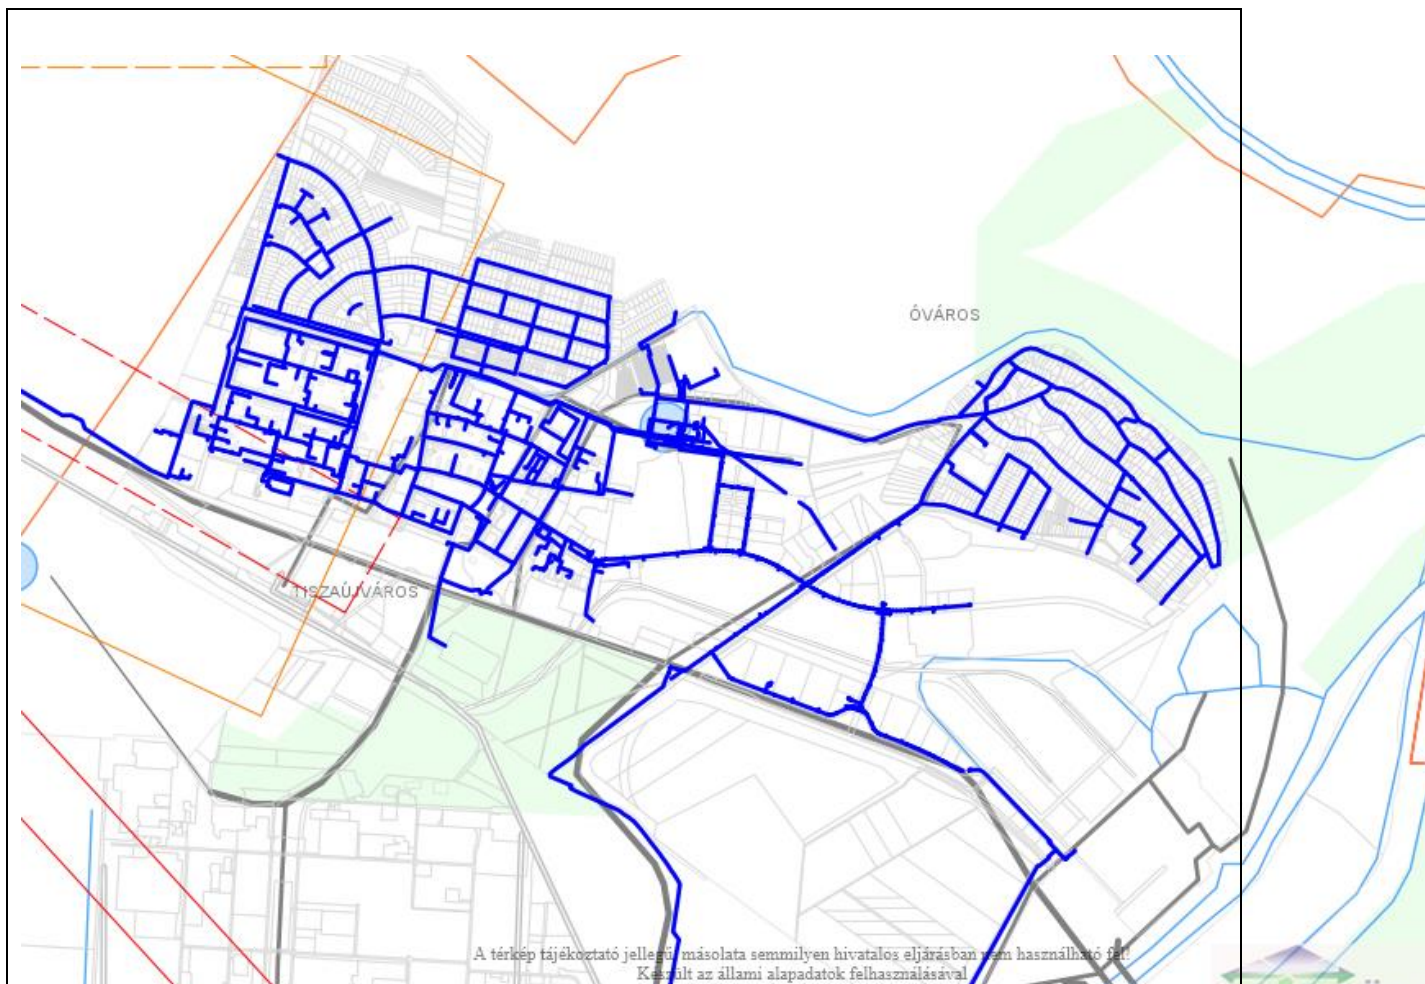 ÓVÁROS
TISZAÚJVÁROS
A térkép tájékoztató jellegű, másolata semmilyen hivatalos eljárásban nem használható fel!
Készült az állami alapadatok felhasználásával